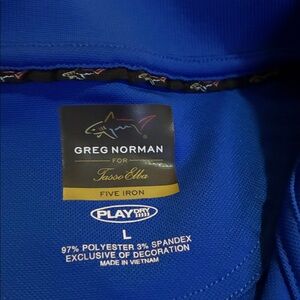 GREG NORMAN
FOR
Tasso Elba
FIVE IRON
PLAY DRY
L
97% POLYESTER 3% SPANDEX
EXCLUSIVE OF DECORATION
MADE IN VIETNAM